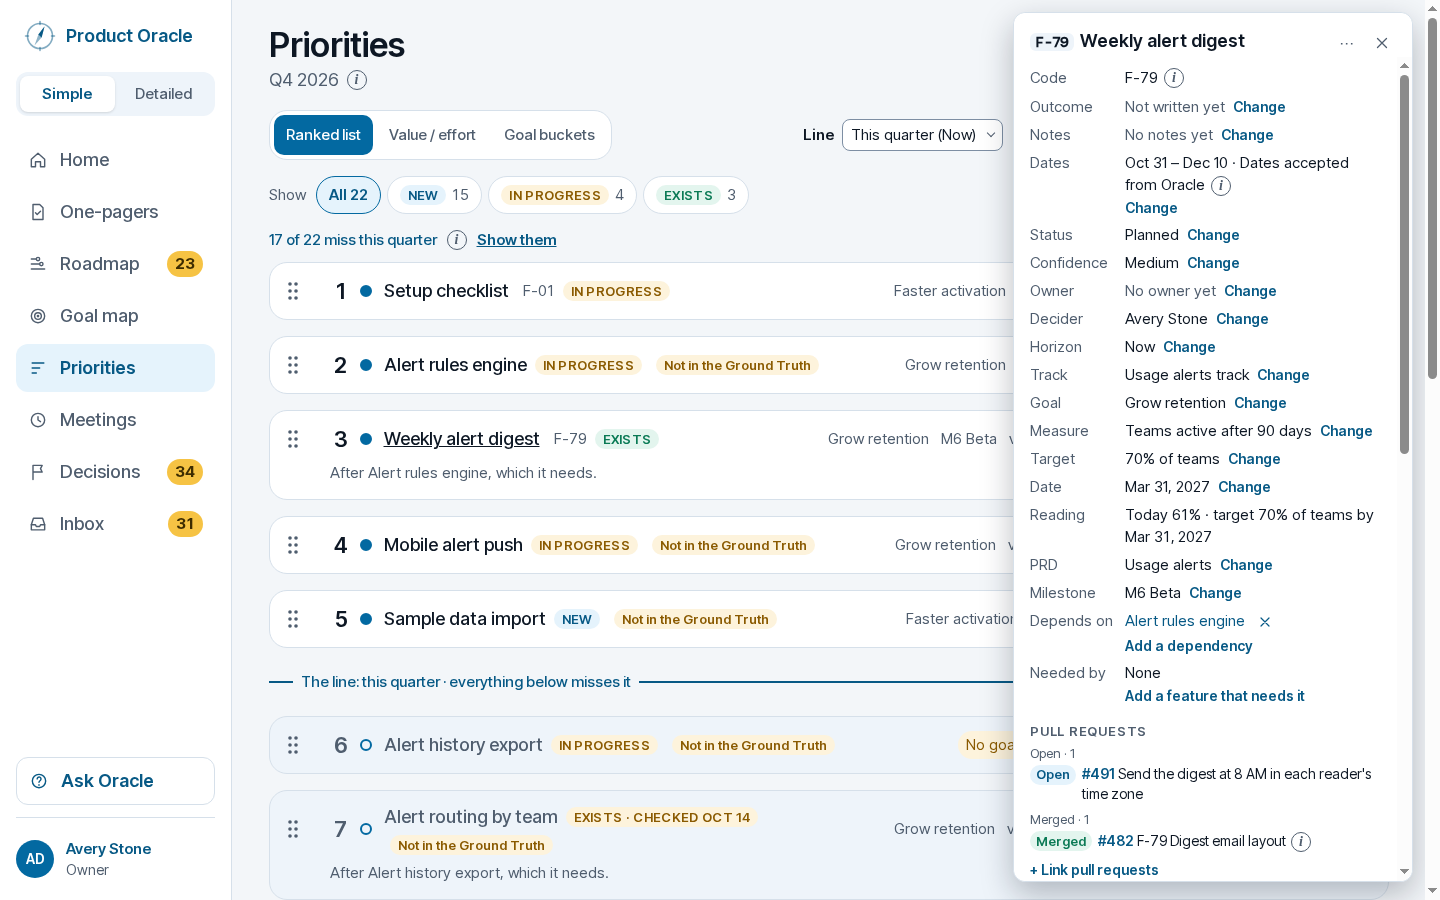 Product Oracle
Simple
Detailed
Home
One-pagers
Roadmap 23
Goal map
Priorities
Meetings
Decisions 34
Inbox 31
Ask Oracle
AD
Avery Stone
Owner
Priorities
Q4 2026 i
Ranked list
Value / effort
Goal buckets
Line This quarter (Now)
Show All 22 NEW 15 IN PROGRESS 4 EXISTS 3
17 of 22 miss this quarter i Show them
1 Setup checklist F-01 IN PROGRESS Faster activation
2 Alert rules engine IN PROGRESS Not in the Ground Truth Grow retention
3 Weekly alert digest F-79 EXISTS Grow retention M6 Beta
After Alert rules engine, which it needs.
4 Mobile alert push IN PROGRESS Not in the Ground Truth Grow retention
5 Sample data import NEW Not in the Ground Truth Faster activation
The line: this quarter · everything below misses it
6 Alert history export IN PROGRESS Not in the Ground Truth No goa
7 Alert routing by team EXISTS · CHECKED OCT 14 Grow retention
Not in the Ground Truth
After Alert history export, which it needs.
F-79 Weekly alert digest
Code F-79 i
Outcome Not written yet Change
Notes No notes yet Change
Dates Oct 31 – Dec 10 · Dates accepted
from Oracle i
Change
Status Planned Change
Confidence Medium Change
Owner No owner yet Change
Decider Avery Stone Change
Horizon Now Change
Track Usage alerts track Change
Goal Grow retention Change
Measure Teams active after 90 days Change
Target 70% of teams Change
Date Mar 31, 2027 Change
Reading Today 61% · target 70% of teams by
Mar 31, 2027
PRD Usage alerts Change
Milestone M6 Beta Change
Depends on Alert rules engine
Add a dependency
Needed by None
Add a feature that needs it
PULL REQUESTS
Open · 1
Open #491 Send the digest at 8 AM in each reader's
time zone
Merged · 1
Merged #482 F-79 Digest email layout i
+ Link pull requests